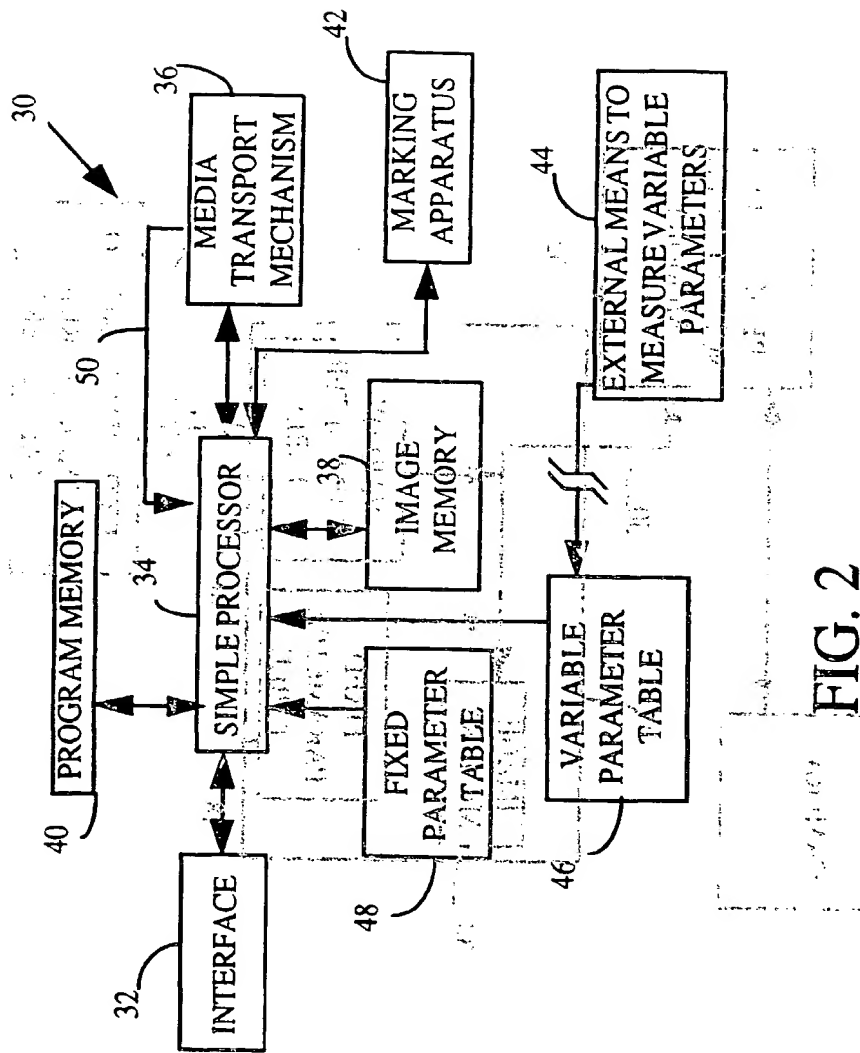 30
40
PROGRAM MEMORY
50
36
MEDIA
TRANSPORT
MECHANISM
32
INTERFACE
34
SIMPLE PROCESSOR
42
MARKING
APPARATUS
48
FIXED
PARAMETER
TABLE
38
IMAGE
MEMORY
46
VARIABLE
PARAMETER
TABLE
44
EXTERNAL MEANS TO
MEASURE VARIABLE
PARAMETERS
FIG. 2